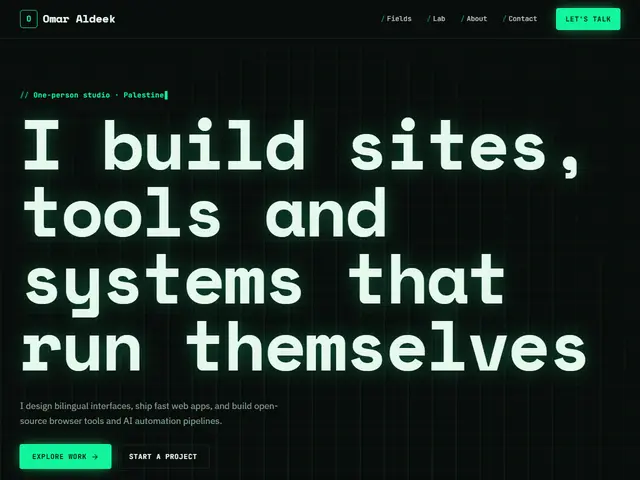 O Omar Aldeek
/ Fields / Lab / About / Contact
LET'S TALK
// One-person studio · Palestine
I build sites,
tools and
systems that
run themselves
I design bilingual interfaces, ship fast web apps, and build open-
source browser tools and AI automation pipelines.
EXPLORE WORK →
START A PROJECT